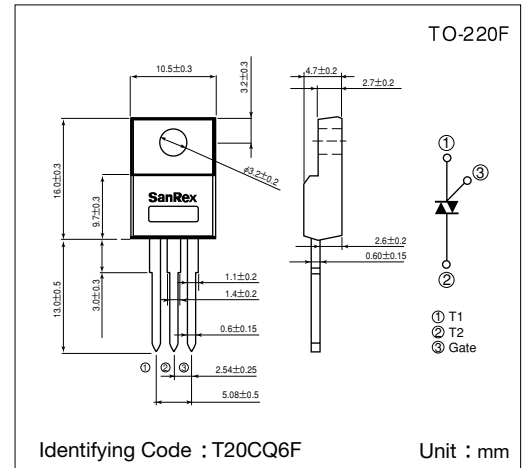 TO-220F
10.5±0.3
3.2±0.2
4.7±0.2
2.7±0.2
16.0±0.3
9.7±0.3
φ3.2±0.2
SanRex
2.6±0.2
0.60±0.15
13.0±0.5
3.0±0.3
1.1±0.2
1.4±0.2
0.6±0.15
① ② ③
2.54±0.25
5.08±0.5
①
③
②
① T1
② T2
③ Gate
Identifying Code：T20CQ6F
Unit：mm